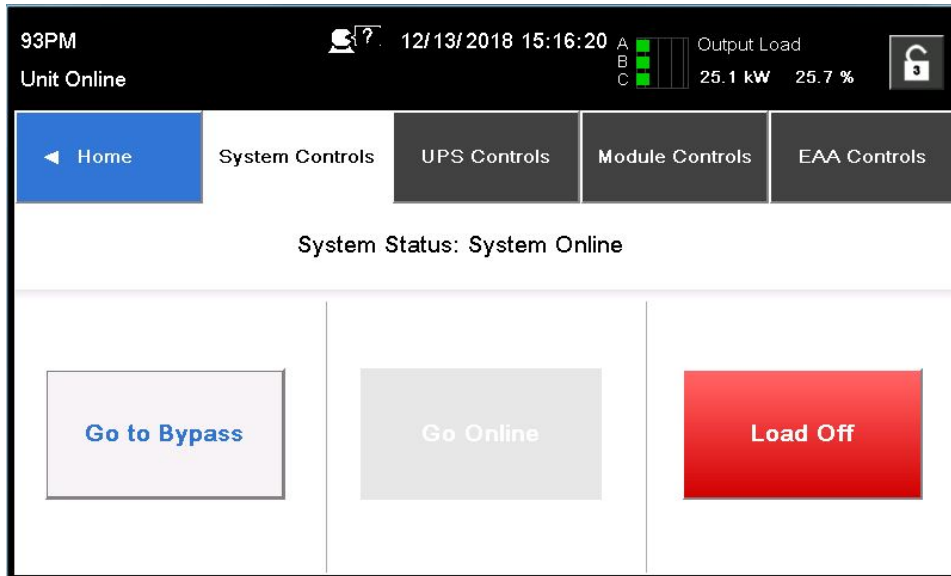 93PM
?
12/13/2018 15:16:20
A
B
C
Output Load
25.1 kW 25.7 %
3
Unit Online
◄ Home
System Controls
UPS Controls
Module Controls
EAA Controls
System Status: System Online
Go to Bypass
Go Online
Load Off